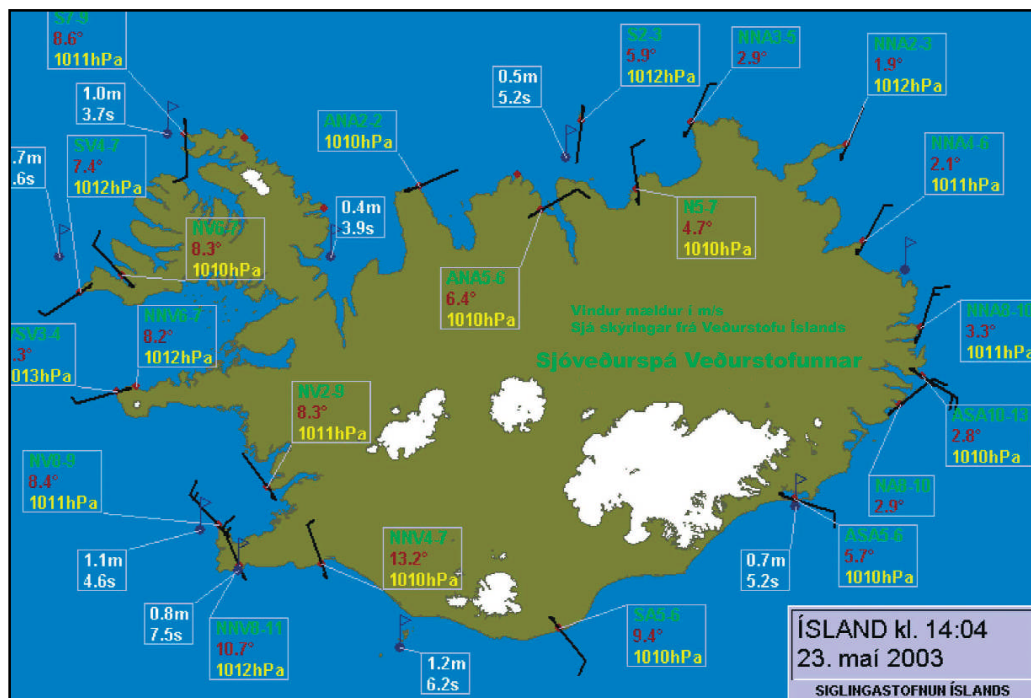 S7-9
8.6°
1011hPa
1.0m
3.7s
SV4-7
7.4°
1012hPa
.7m
.6s
NV6-7
8.3°
1010hPa
NNV6-7
8.2°
1012hPa
SV3-4
.3°
013hPa
ANA2-2
1010hPa
0.4m
3.9s
0.5m
5.2s
S2-3
5.9°
1012hPa
NNA3-5
2.9°
NNA2-3
1.9°
1012hPa
NNA4-6
2.1°
1011hPa
N5-7
4.7°
1010hPa
ANA5-6
6.4°
1010hPa
Vindur mældur í m/s
Sjá skýringar frá Veðurstofu Íslands
Sjóveðurspá Veðurstofunnar
NNA8-10
3.3°
1011hPa
ASA10-13
2.8°
1010hPa
NA8-10
2.9°
NV8-9
8.4°
1011hPa
1.1m
4.6s
0.8m
7.5s
NNV8-11
10.7°
1012hPa
NNV4-7
13.2°
1010hPa
1.2m
6.2s
SA5-6
9.4°
1010hPa
0.7m
5.2s
ASA5-6
5.7°
1010hPa
ÍSLAND kl. 14:04
23. maí 2003
SIGLINGASTOFNUN ÍSLANDS